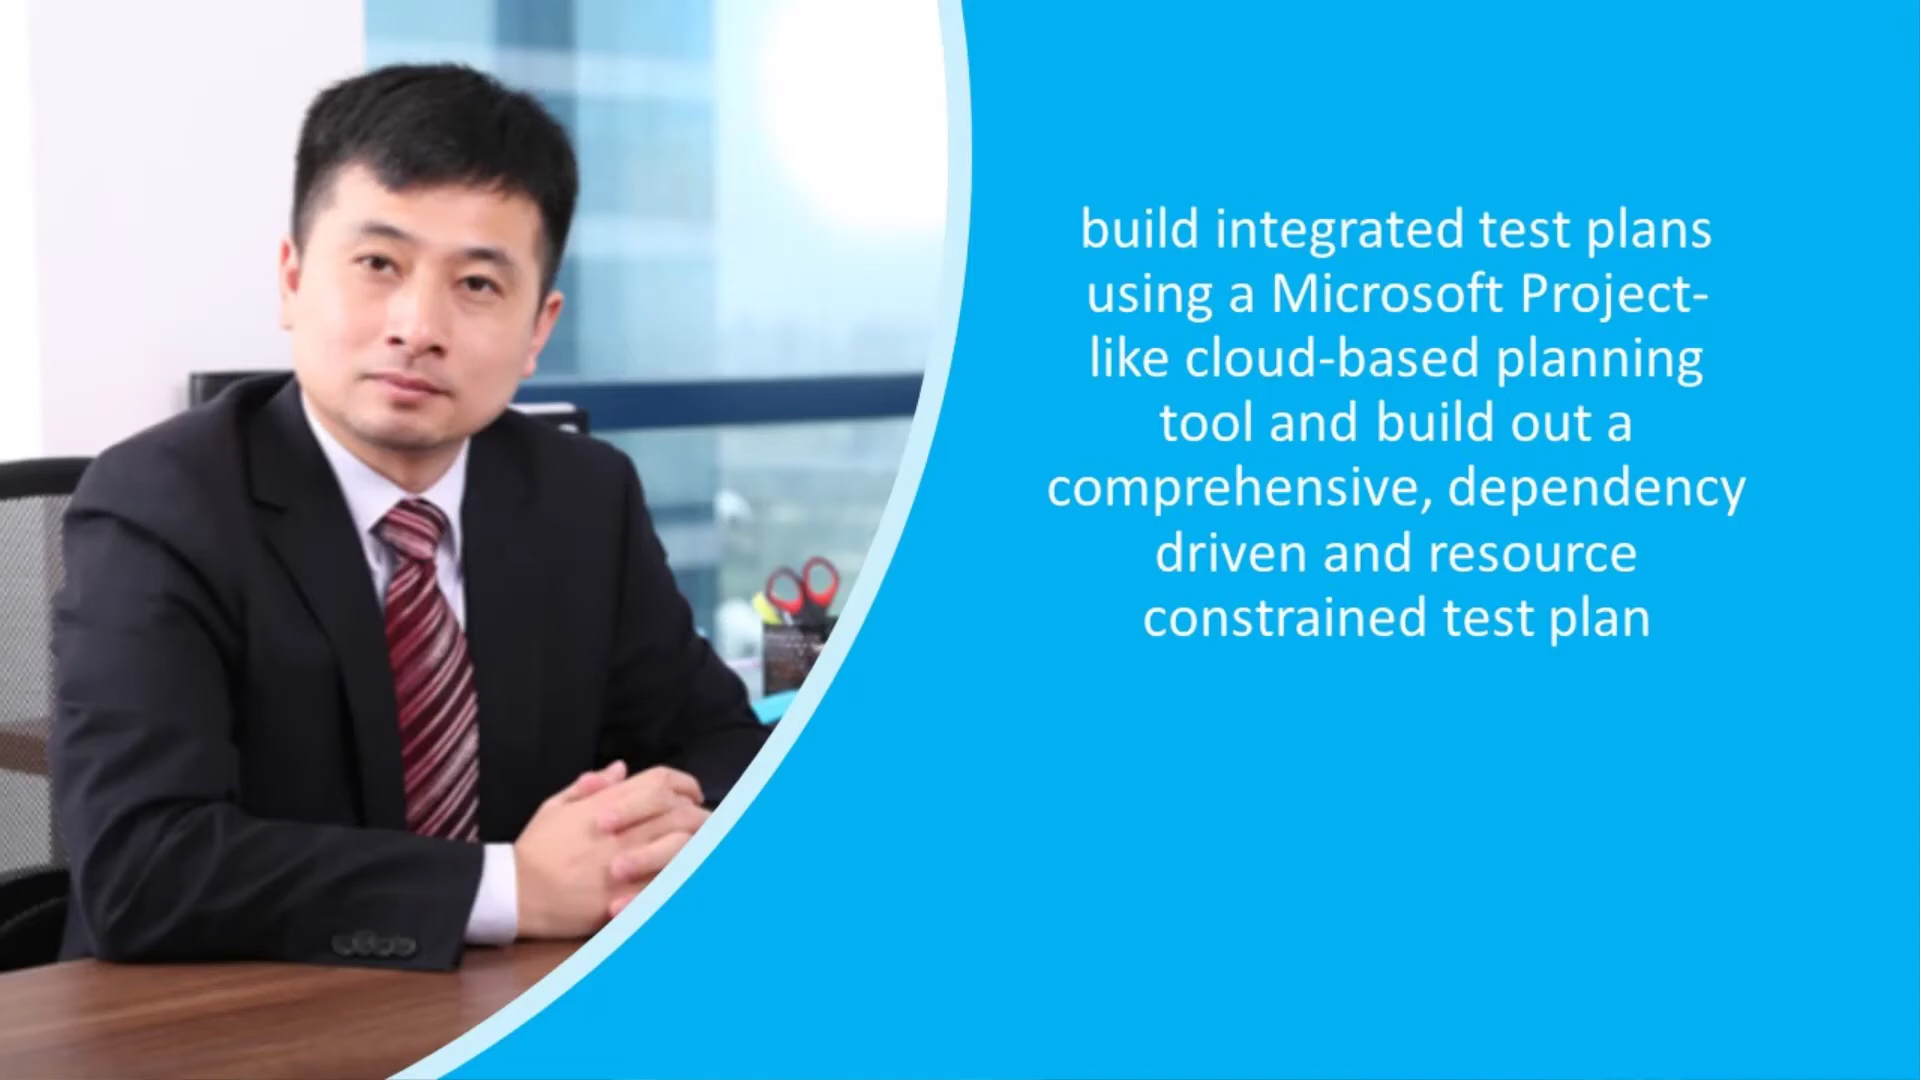 build integrated test plans
using a Microsoft Project-
like cloud-based planning
tool and build out a
comprehensive, dependency
driven and resource
constrained test plan